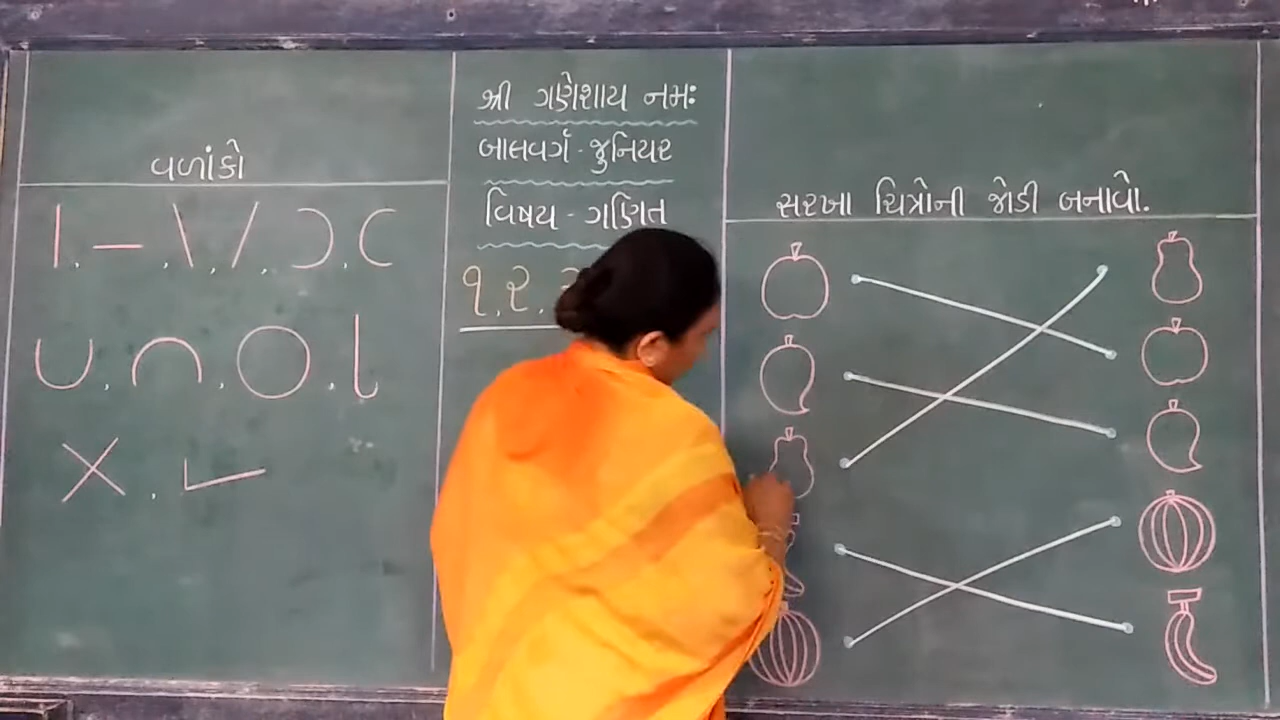 વળાંકો
શ્રી ગણેશાય નમઃ
બાલવર્ગ - જુનિયર
વિષય - ગણિત
૧, ૨,
સરખા ચિત્રોની જોડી બનાવો.